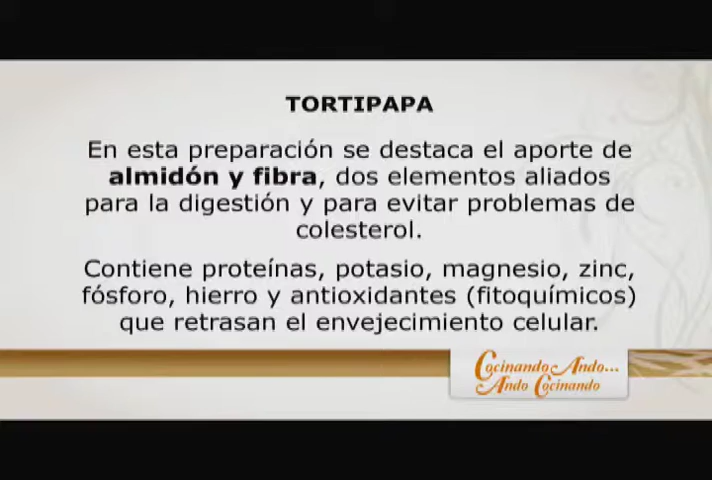 TORTIPAPA
En esta preparación se destaca el aporte de
almidón y fibra, dos elementos aliados
para la digestión y para evitar problemas de
colesterol.
Contiene proteínas, potasio, magnesio, zinc,
fósforo, hierro y antioxidantes (fitoquímicos)
que retrasan el envejecimiento celular.
Cocinando Ando...
Ando Cocinando